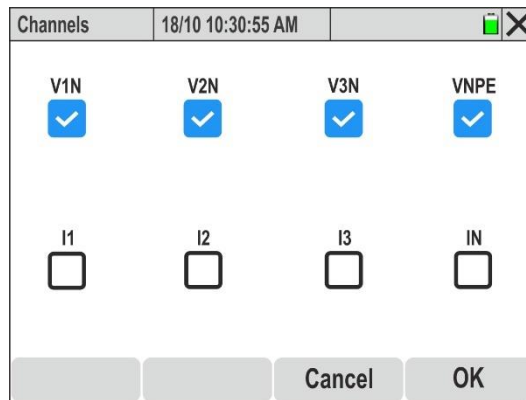 Channels 18/10 10:30:55 AM
V1N V2N V3N VNPE
I1 I2 I3 IN
Cancel OK